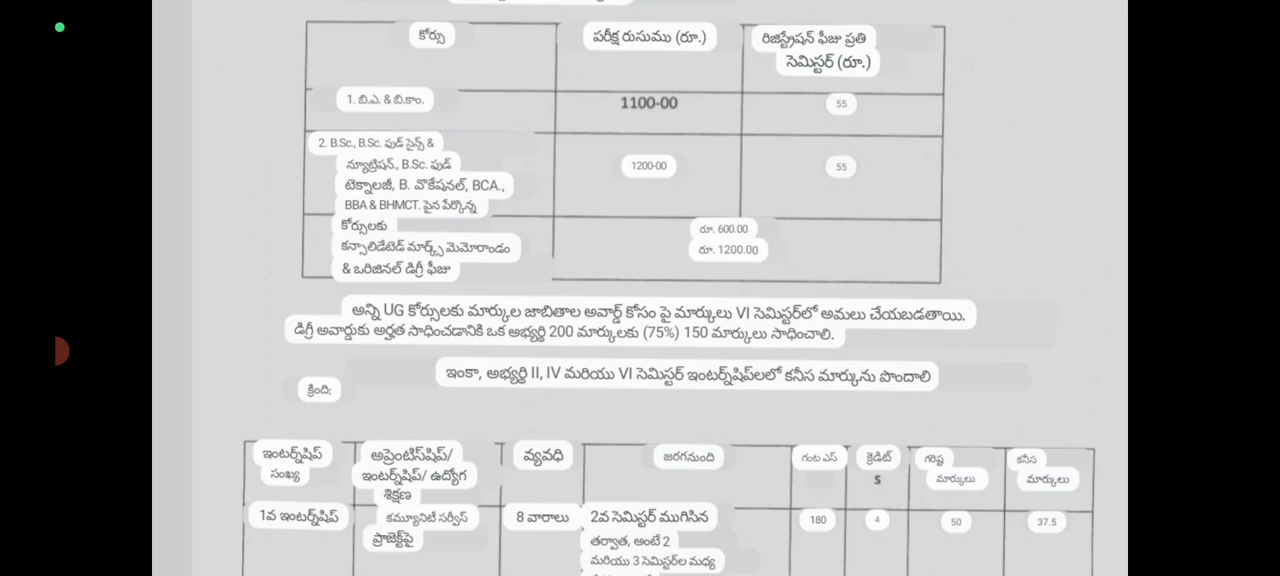 కోర్సు
పరీక్ష రుసుము (రూ.)
రిజిస్ట్రేషన్ ఫీజు ప్రతి
సెమిస్టర్ (రూ.)
1. బి.ఎ. & బి.కాం.
1100-00
55
2. B.Sc., B.Sc. ఫుడ్ సైన్స్ &
న్యూట్రిషన్., B.Sc. ఫుడ్
టెక్నాలజీ, B. వొకేషనల్, BCA.,
BBA & BHMCT. పైన పేర్కొన్న
1200-00
55
కోర్సులకు
కన్సాలిడేటెడ్ మార్క్స్ మెమోరాండం
& ఒరిజినల్ డిగ్రీ ఫీజు
రూ. 600.00
రూ. 1200.00
అన్ని UG కోర్సులకు మార్కుల జాబితాల అవార్డ్ కోసం పై మార్కులు VI సెమిస్టర్‌లో అమలు చేయబడతాయి.
డిగ్రీ అవార్డుకు అర్హత సాధించడానికి ఒక అభ్యర్థి 200 మార్కులకు (75%) 150 మార్కులు సాధించాలి.
ఇంకా, అభ్యర్థి II, IV మరియు VI సెమిస్టర్ ఇంటర్న్‌షిప్‌లలో కనీస మార్కును పొందాలి
క్రింది:
ఇంటర్న్‌షిప్
సంఖ్య
అప్రెంటిస్‌షిప్/
ఇంటర్న్‌షిప్/ ఉద్యోగ
శిక్షణ
వ్యవధి
జరగనుంది
గంట ఎస్
క్రెడిట్
s
గరిష్ట
మార్కులు
కనీస
మార్కులు
1వ ఇంటర్న్‌షిప్
కమ్యూనిటీ సర్వీస్
ప్రాజెక్ట్‌పై
8 వారాలు
2వ సెమిస్టర్ ముగిసిన
తర్వాత, అంటే 2
మరియు 3 సెమిస్టర్‌ల మధ్య
180
4
50
37.5